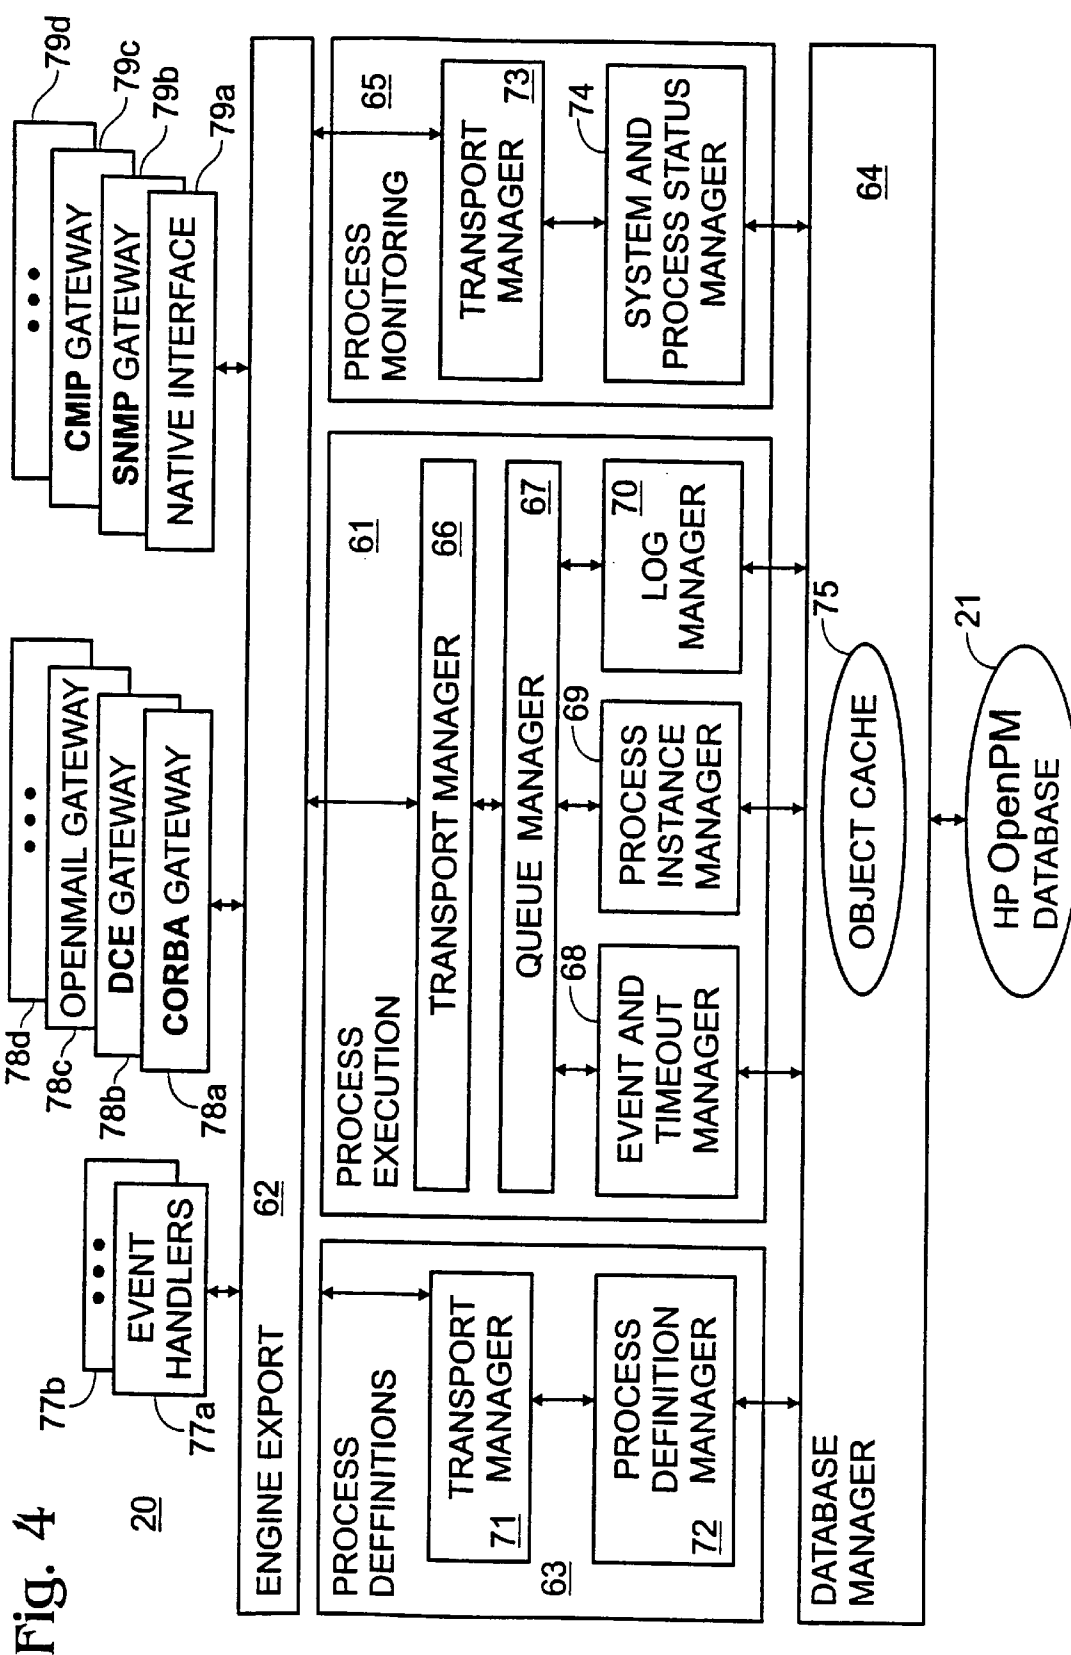 Fig. 4
20
77b
77a
•••
EVENT
HANDLERS
78d
78c
78b
78a
•••
OPENMAIL GATEWAY
DCE GATEWAY
CORBA GATEWAY
79d
79c
79b
79a
•••
CMIP GATEWAY
SNMP GATEWAY
NATIVE INTERFACE
ENGINE EXPORT
62
PROCESS
DEFFINITIONS
63
TRANSPORT
MANAGER
71
PROCESS
DEFINITION
MANAGER
72
PROCESS
EXECUTION
61
TRANSPORT MANAGER
66
QUEUE MANAGER
67
68
EVENT AND
TIMEOUT
MANAGER
69
PROCESS
INSTANCE
MANAGER
70
LOG
MANAGER
PROCESS
MONITORING
65
TRANSPORT
MANAGER
73
74
SYSTEM AND
PROCESS STATUS
MANAGER
DATABASE
MANAGER
64
OBJECT CACHE
75
HP OpenPM
DATABASE
21